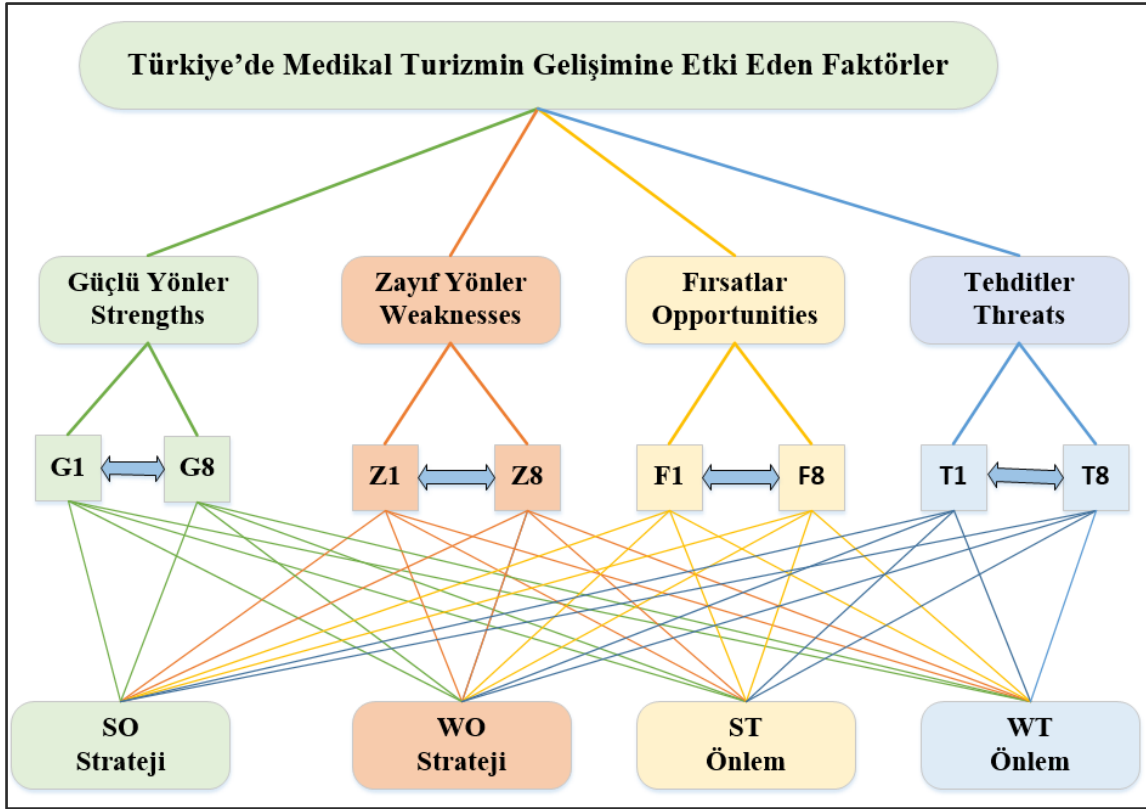 Türkiye’de Medikal Turizmin Gelişimine Etki Eden Faktörler
Güçlü Yönler
Strengths
Zayıf Yönler
Weaknesses
Fırsatlar
Opportunities
Tehditler
Threats
G1
G8
Z1
Z8
F1
F8
T1
T8
SO
Strateji
WO
Strateji
ST
Önlem
WT
Önlem